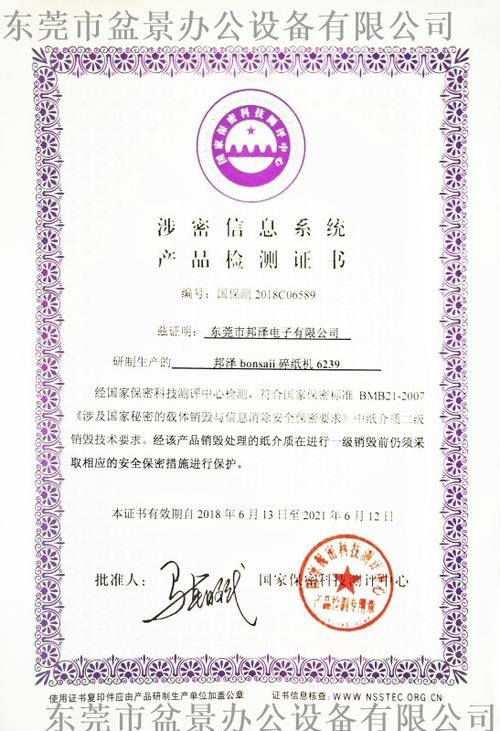 东莞市盆景办公设备有限公司
国家保密科技测评中心
涉密信息系统
产品检测证书
编号：国保测 2018C06589
兹证明：东莞市邦泽电子有限公司
研制生产的 邦泽 bonsaii 碎纸机 6239
经国家保密科技测评中心检测，符合国家保密标准 BMB21-2007
《涉及国家秘密的载体销毁与信息消除安全保密要求》中纸介质二级
销毁技术要求。经该产品销毁处理的纸介质在进行一级销毁前仍须采
取相应的安全保密措施进行保护。
本证书有效期自 2018 年 6 月 13 日至 2021 年 6 月 12 日
批准人：
国家保密科技测评中心
国家保密科技测评中心
产品检测专用章
使用证书复印件应由产品研制生产单位加盖公章
证书信息核查：WWW.NSSTEC.ORG.CN
东莞市盆景办公设备有限公司